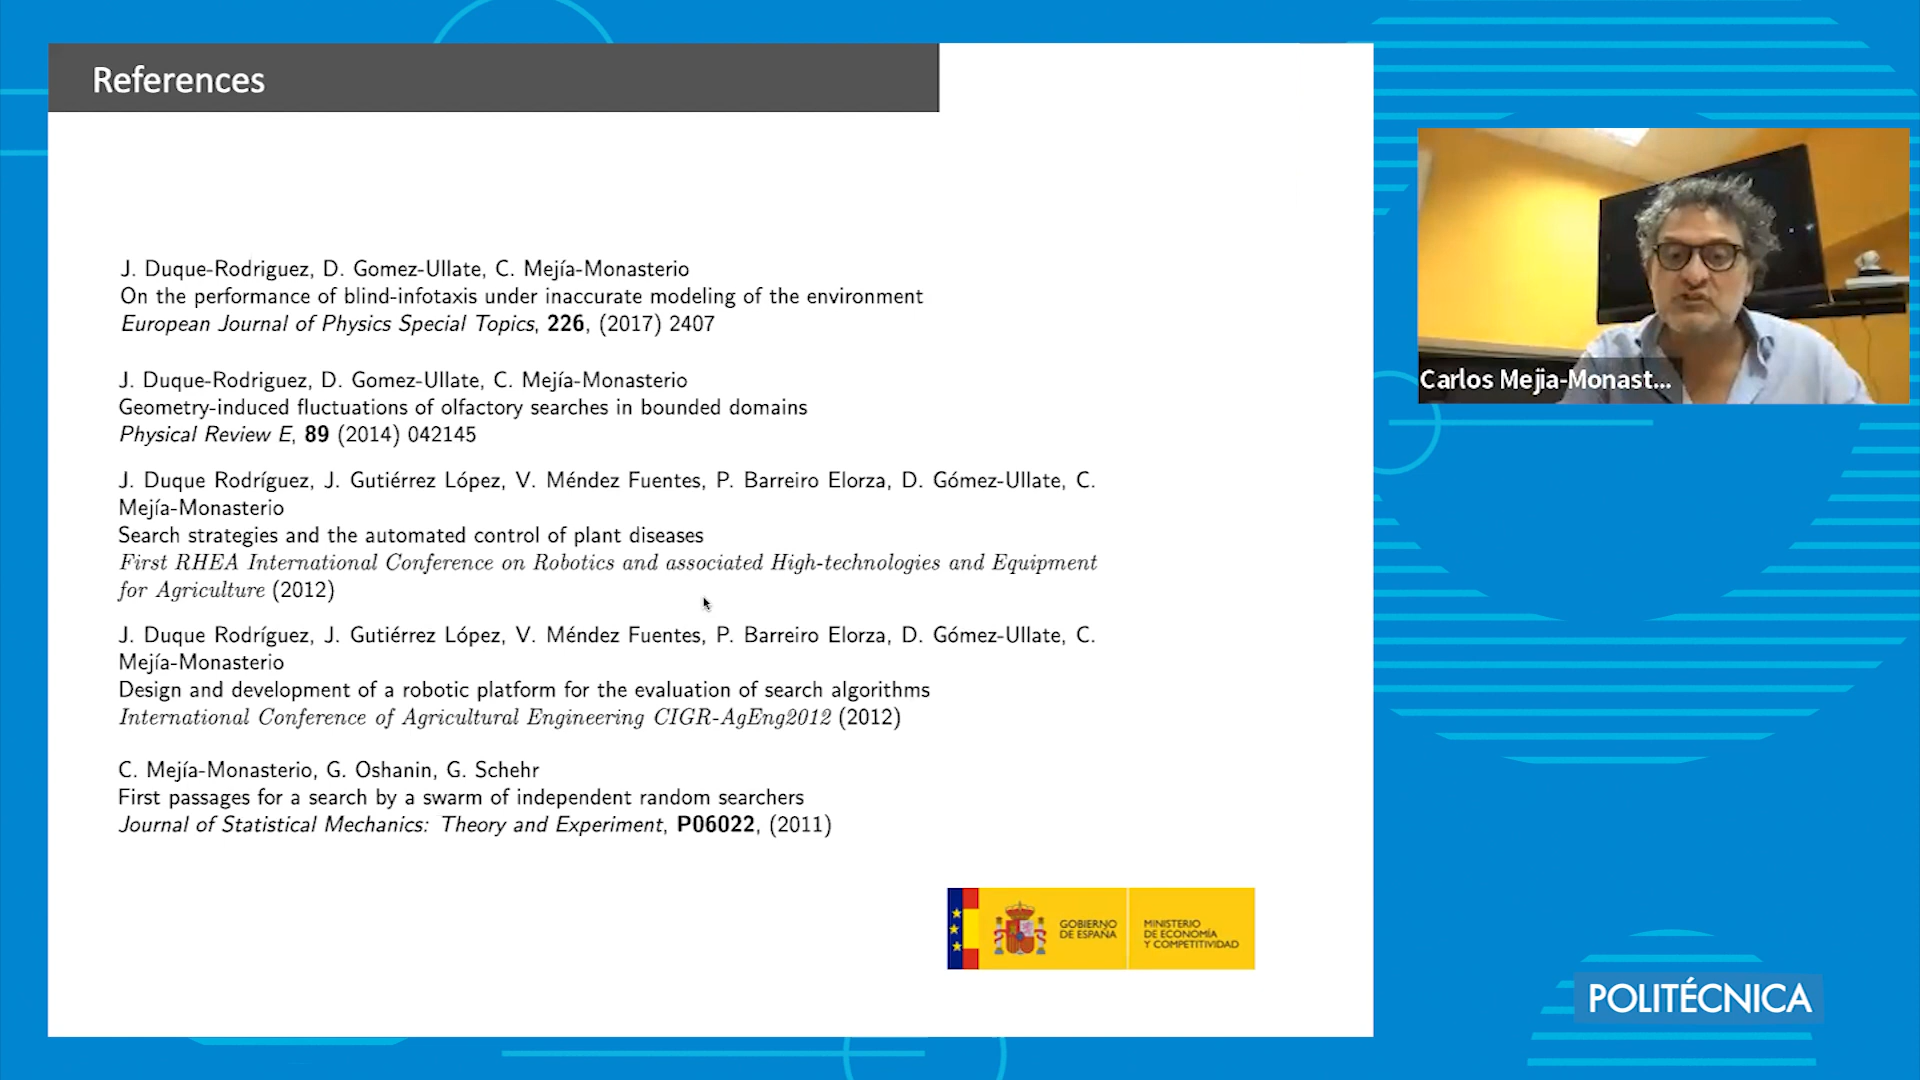 References
J. Duque-Rodriguez, D. Gomez-Ullate, C. Mejía-Monasterio
On the performance of blind-infotaxis under inaccurate modeling of the environment
European Journal of Physics Special Topics, 226, (2017) 2407
J. Duque-Rodriguez, D. Gomez-Ullate, C. Mejía-Monasterio
Geometry-induced fluctuations of olfactory searches in bounded domains
Physical Review E, 89 (2014) 042145
J. Duque Rodríguez, J. Gutiérrez López, V. Méndez Fuentes, P. Barreiro Elorza, D. Gómez-Ullate, C.
Mejía-Monasterio
Search strategies and the automated control of plant diseases
First RHEA International Conference on Robotics and associated High-technologies and Equipment
for Agriculture (2012)
J. Duque Rodríguez, J. Gutiérrez López, V. Méndez Fuentes, P. Barreiro Elorza, D. Gómez-Ullate, C.
Mejía-Monasterio
Design and development of a robotic platform for the evaluation of search algorithms
International Conference of Agricultural Engineering CIGR-AgEng2012 (2012)
C. Mejía-Monasterio, G. Oshanin, G. Schehr
First passages for a search by a swarm of independent random searchers
Journal of Statistical Mechanics: Theory and Experiment, P06022, (2011)
GOBIERNO
DE ESPAÑA
MINISTERIO
DE ECONOMÍA
Y COMPETITIVIDAD
Carlos Mejia-Monast...
POLITÉCNICA